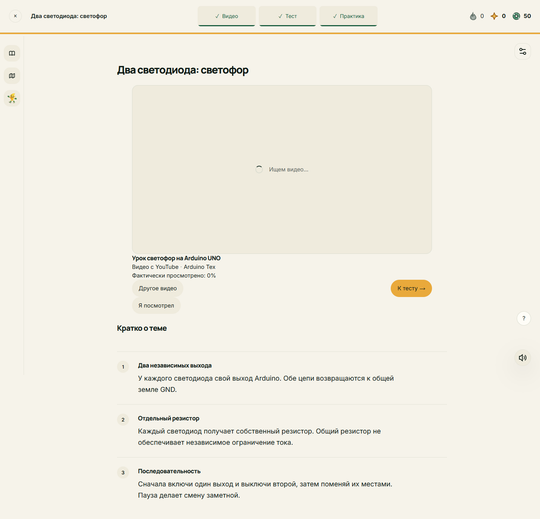 × Два светодиода: светофор ✓ Видео ✓ Тест ✓ Практика 0 0 50
Два светодиода: светофор
Ищем видео...
Урок светофор на Arduino UNO
Видео с YouTube · Arduino Tex
Фактически просмотрено: 0%
Другое видео К тесту →
Я посмотрел
?
Кратко о теме
1 Два независимых выхода
У каждого светодиода свой выход Arduino. Обе цепи возвращаются к общей
земле GND.
2 Отдельный резистор
Каждый светодиод получает собственный резистор. Общий резистор не
обеспечивает независимое ограничение тока.
3 Последовательность
Сначала включи один выход и выключи второй, затем поменяй их местами.
Пауза делает смену заметной.